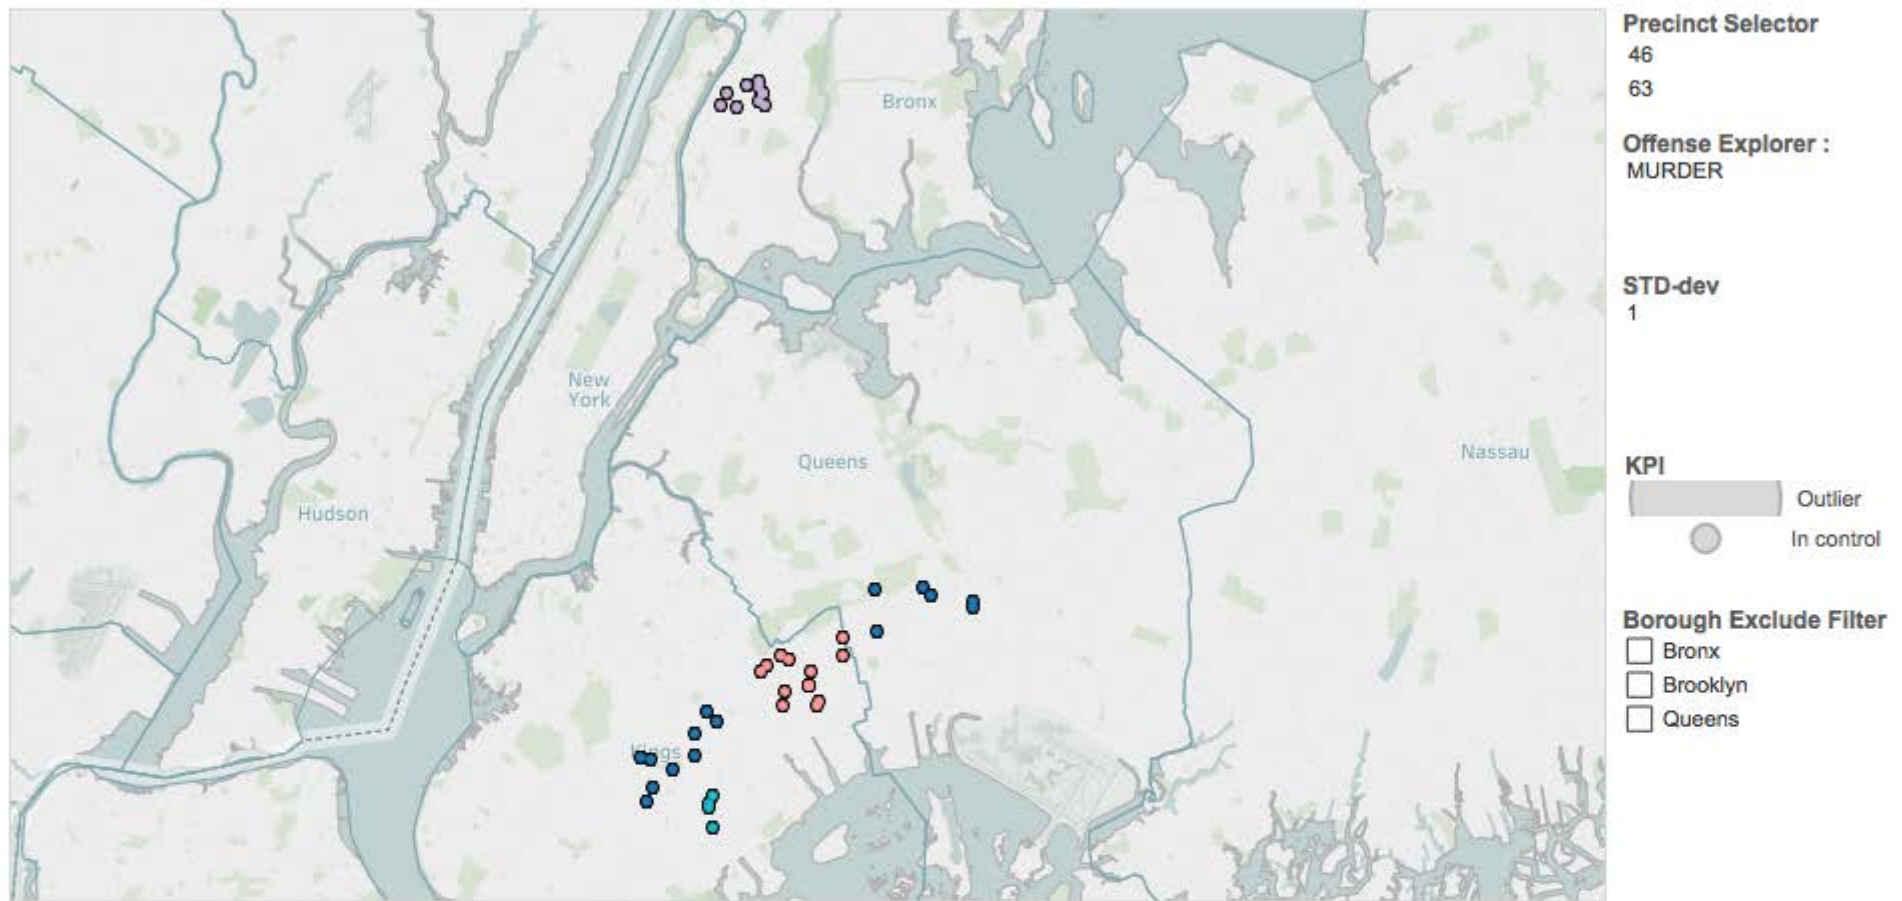 Precinct Selector
46
63
Offense Explorer :
MURDER
STD-dev
1
KPI
Outlier
In control
Borough Exclude Filter
Bronx
Brooklyn
Queens
Bronx
New
York
Queens
Nassau
Hudson
Kings